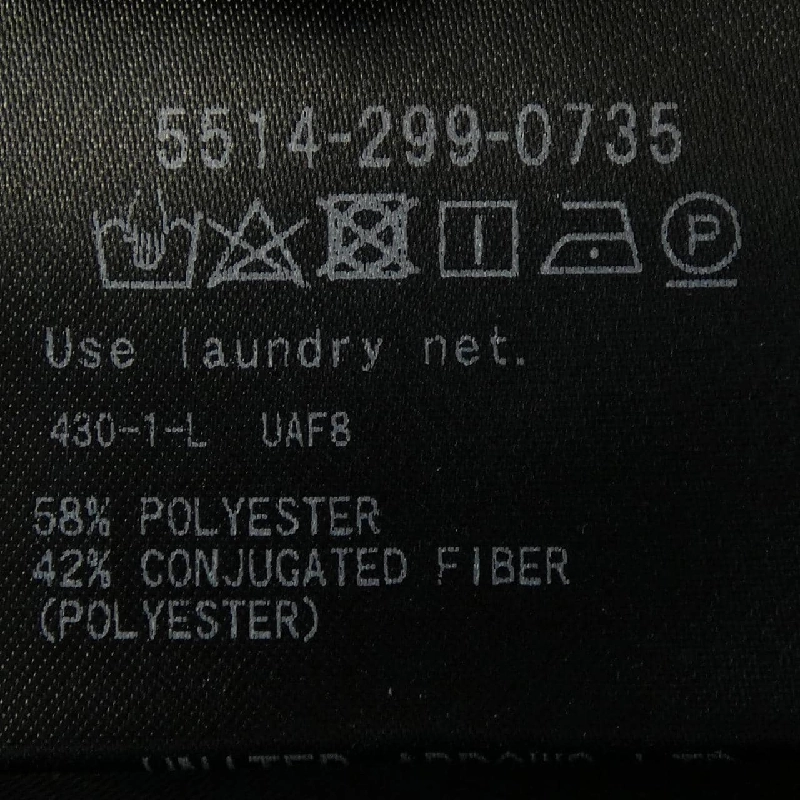 5514-299-0735
P
Use laundry net.
430-1-L UAF8
58% POLYESTER
42% CONJUGATED FIBER
(POLYESTER)